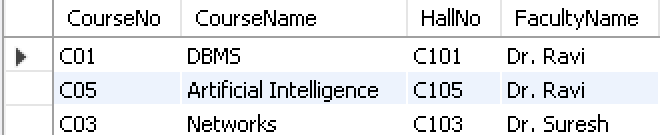 CourseNo CourseName HallNo FacultyName
C01 DBMS C101 Dr. Ravi
C05 Artificial Intelligence C105 Dr. Ravi
C03 Networks C103 Dr. Suresh